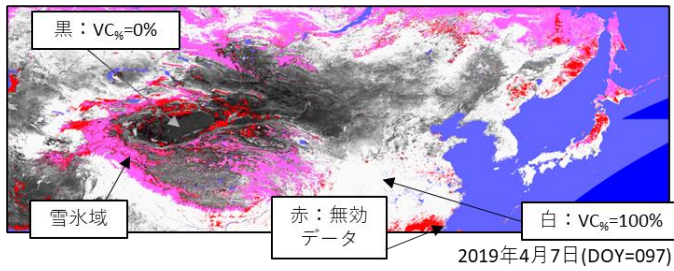 黒：VC%=0%
雪氷域
赤：無効
データ
白：VC%=100%
2019年4月7日(DOY=097)